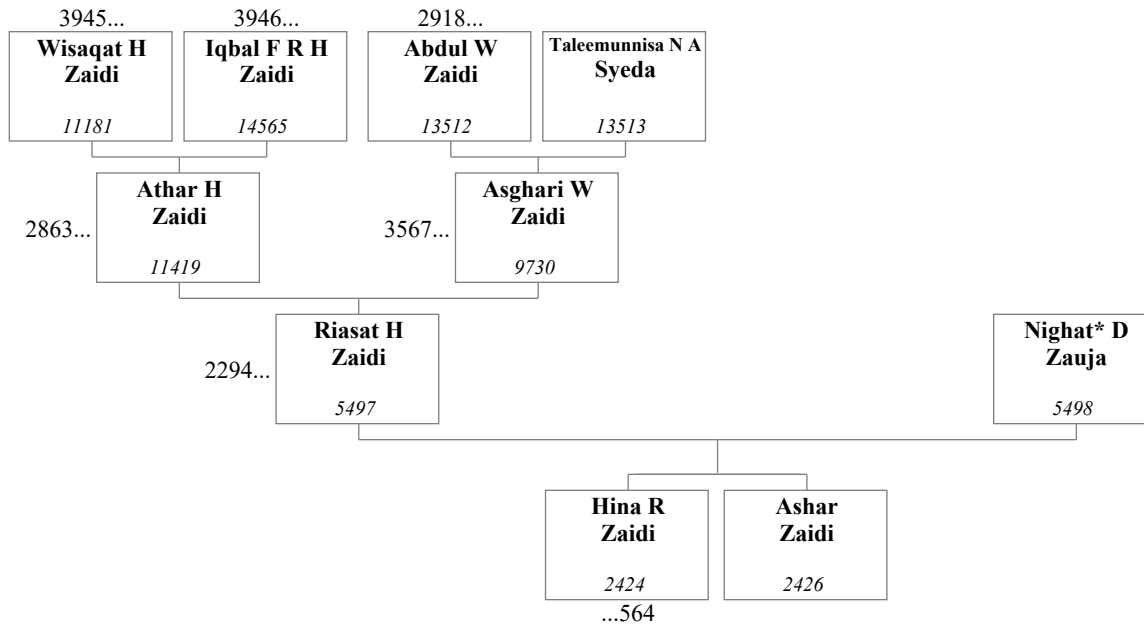 3945...
3946...
2918...
Wisaqat H
Zaidi
11181
Iqbal F R H
Zaidi
14565
Abdul W
Zaidi
13512
Taleemunnisa N A
Syeda
13513
2863...
Athar H
Zaidi
11419
3567...
Asghari W
Zaidi
9730
2294...
Riasat H
Zaidi
5497
Nighat* D
Zauja
5498
Hina R
Zaidi
2424
Ashar
Zaidi
2426
...564